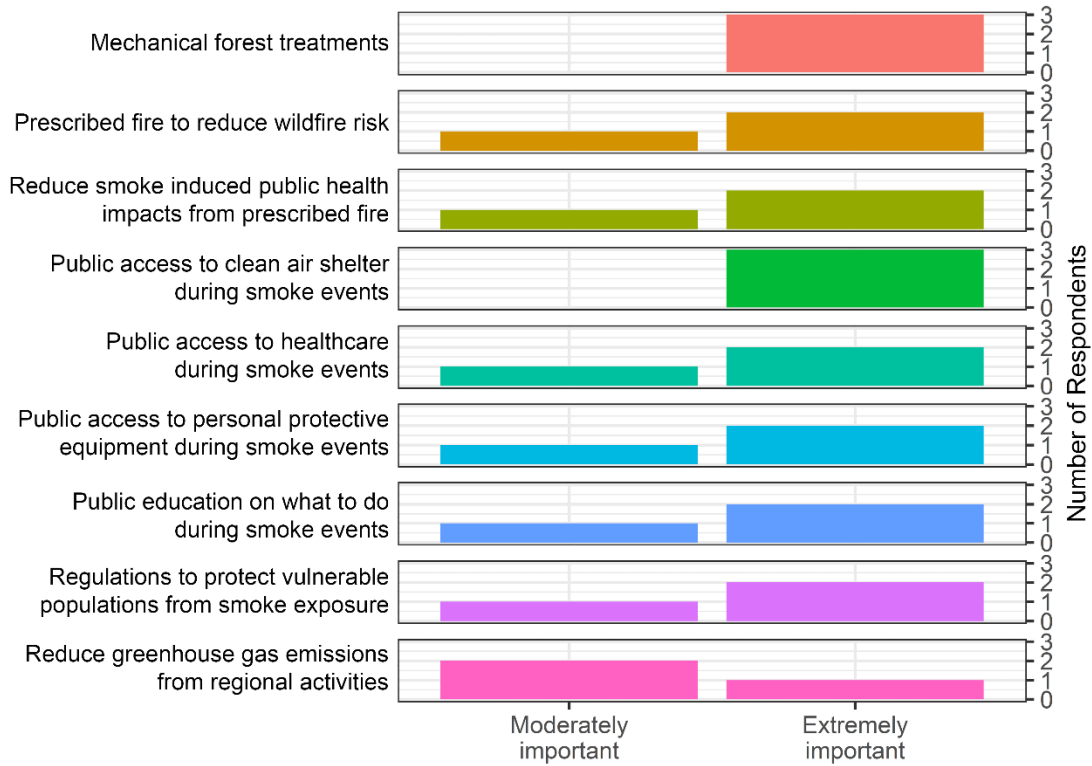 Mechanical forest treatments
3
2
1
0
Prescribed fire to reduce wildfire risk
3
2
1
0
Reduce smoke induced public health
impacts from prescribed fire
3
2
1
0
Public access to clean air shelter
during smoke events
3
2
1
0
Public access to healthcare
during smoke events
3
2
1
0
Public access to personal protective
equipment during smoke events
3
2
1
0
Public education on what to do
during smoke events
3
2
1
0
Regulations to protect vulnerable
populations from smoke exposure
3
2
1
0
Reduce greenhouse gas emissions
from regional activities
3
2
1
0
Number of Respondents
Moderately
important
Extremely
important